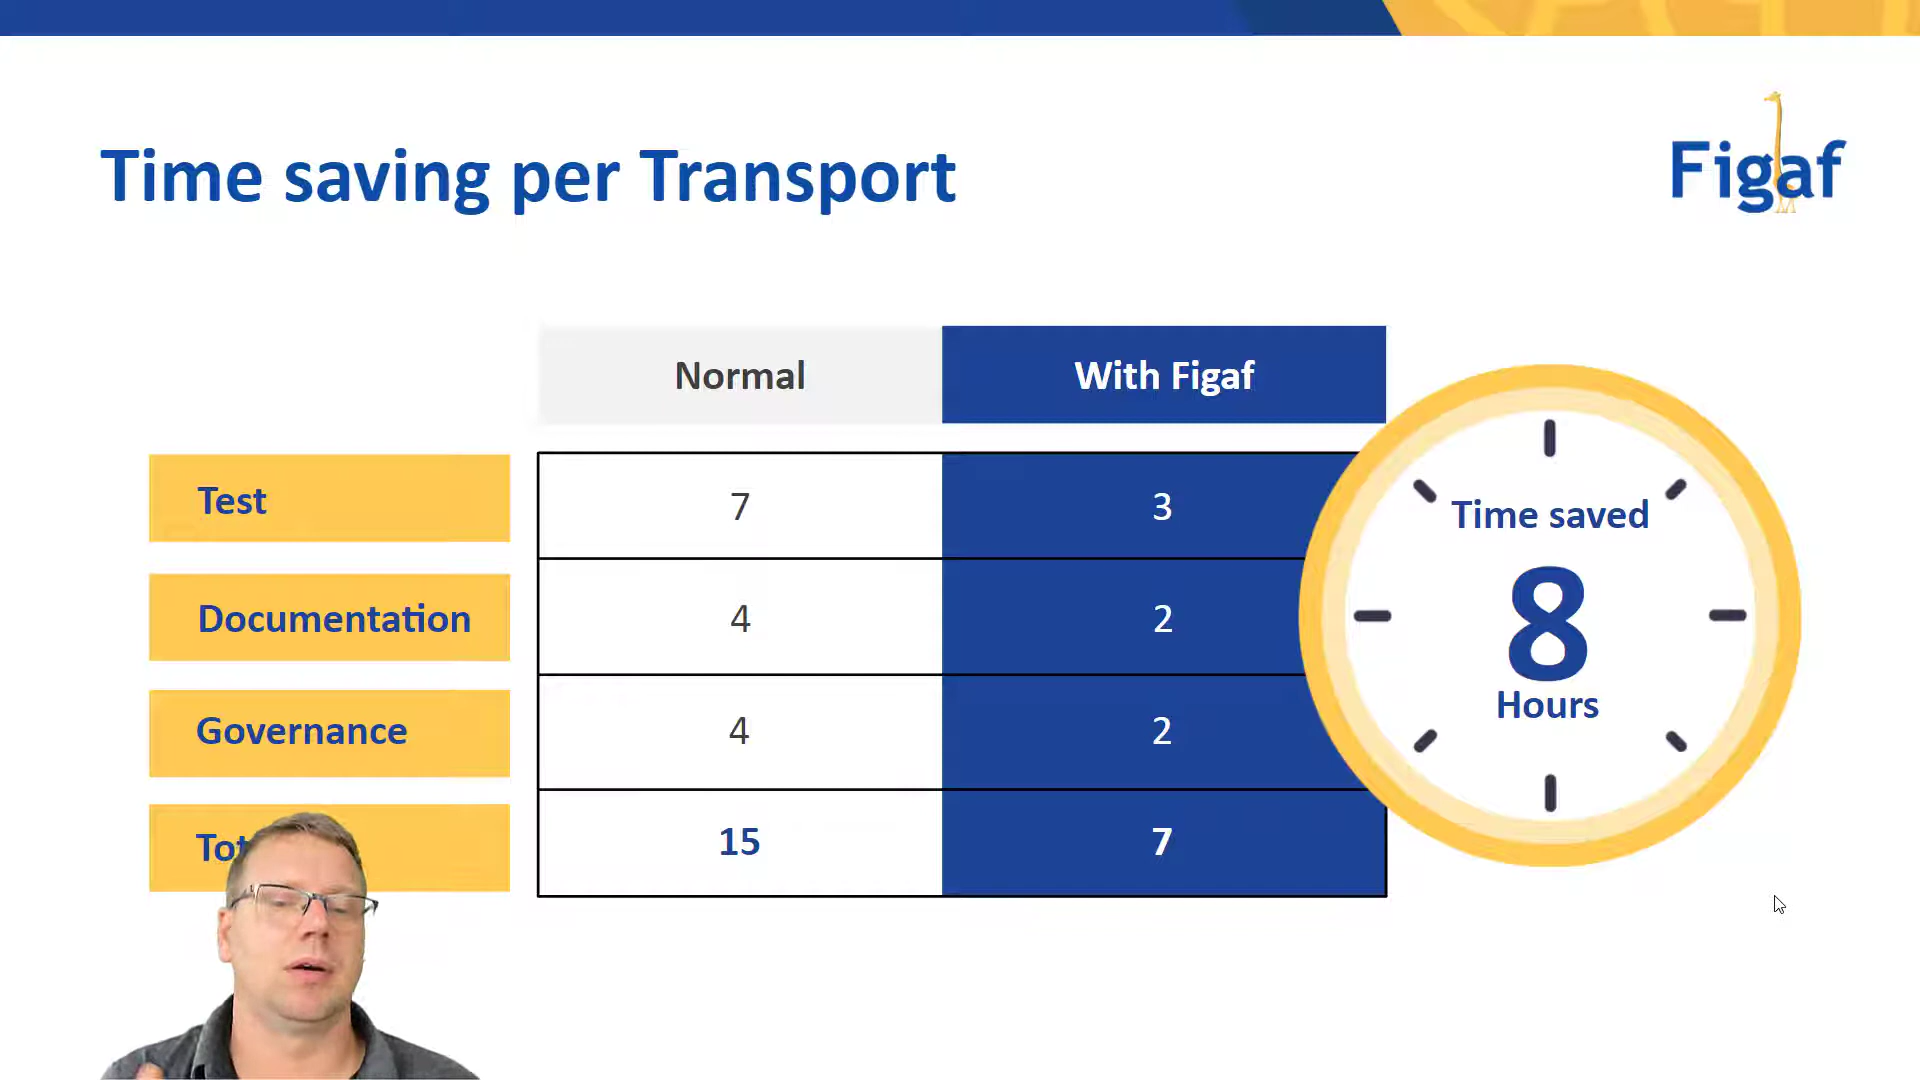 Time saving per Transport
Figaf
Normal
With Figaf
Test
7
3
Documentation
4
2
Governance
4
2
15
7
Time saved
8
Hours